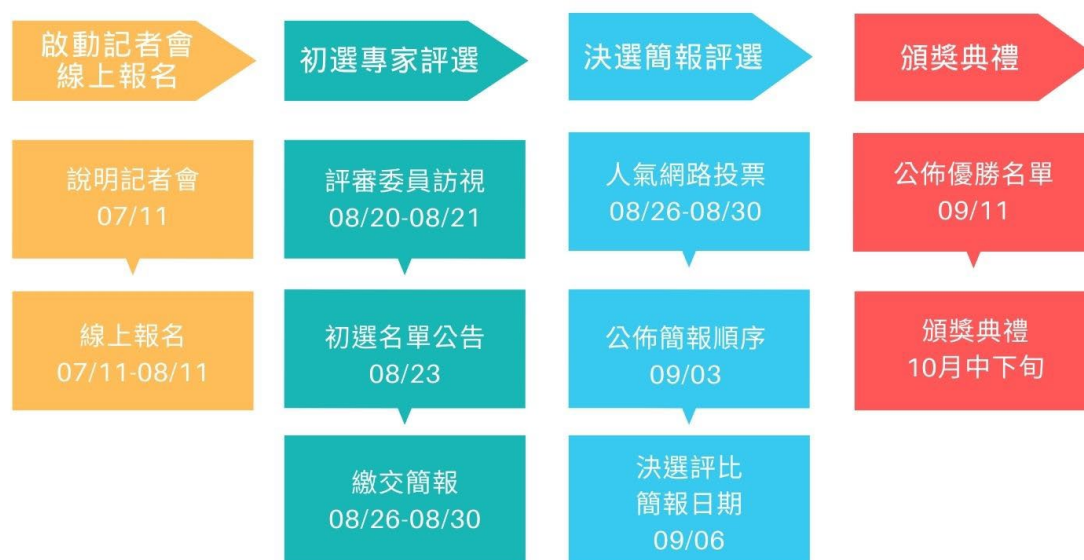 啟動記者會
線上報名
說明記者會
07/11
線上報名
07/11-08/11
初選專家評選
評審委員訪視
08/20-08/21
初選名單公告
08/23
繳交簡報
08/26-08/30
決選簡報評選
人氣網路投票
08/26-08/30
公佈簡報順序
09/03
決選評比
簡報日期
09/06
頒獎典禮
公佈優勝名單
09/11
頒獎典禮
10月中下旬